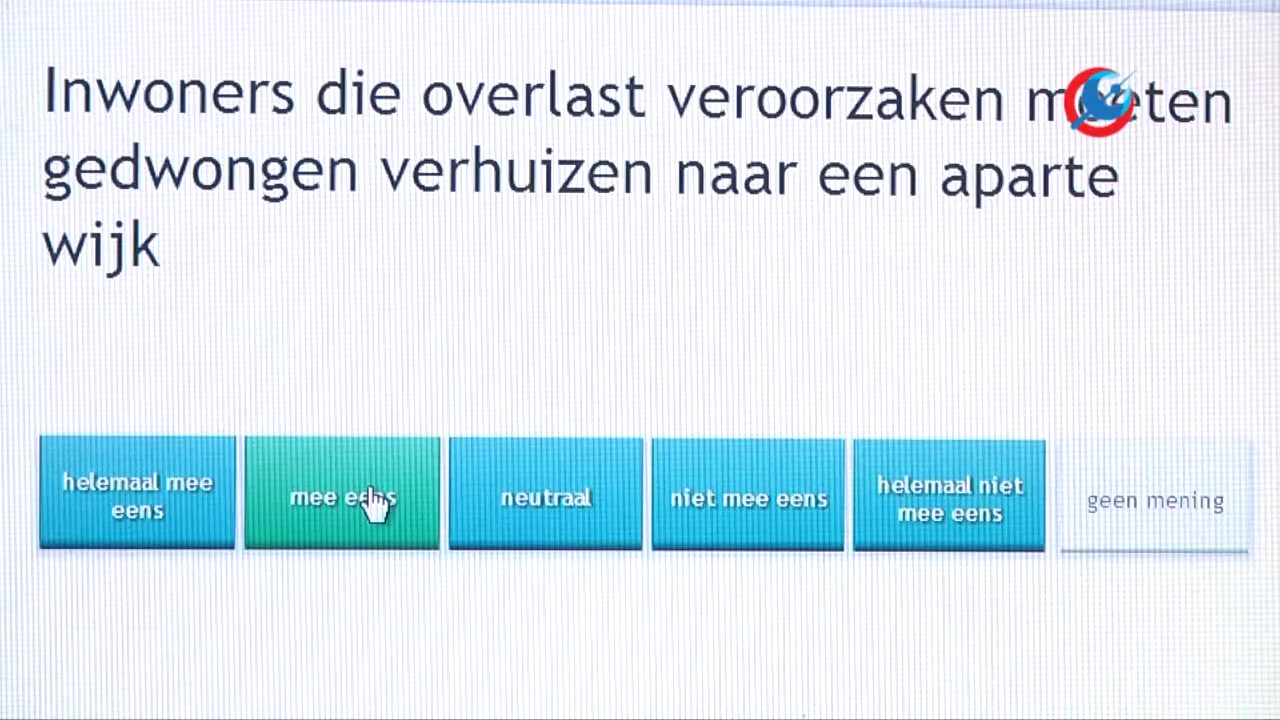 Inwoners die overlast veroorzaken moeten
gedwongen verhuizen naar een aparte
wijk
helemaal mee
eens
mee eens
neutraal
niet mee eens
helemaal niet
mee eens
geen mening